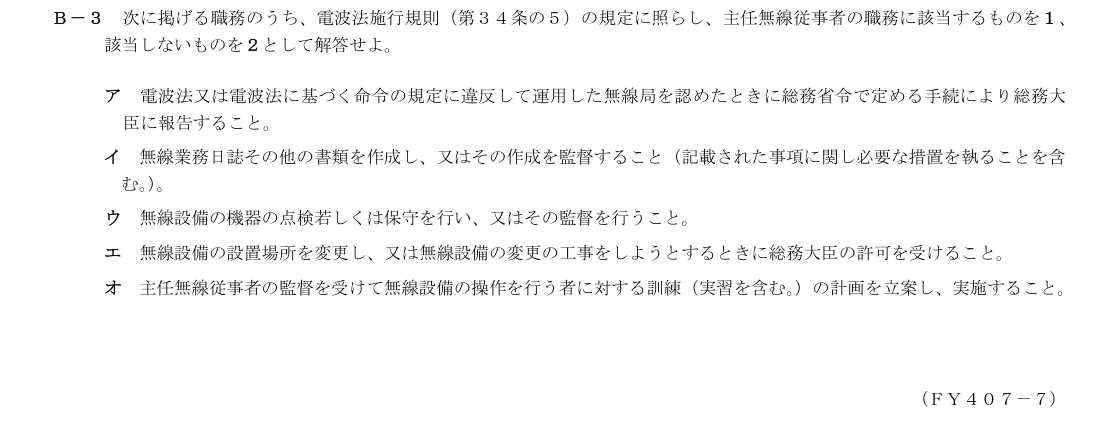 Ｂ－３　次に掲げる職務のうち、電波法施行規則（第３４条の５）の規定に照らし、主任無線従事者の職務に該当するものを１、
該当しないものを２として解答せよ。
ア　電波法又は電波法に基づく命令の規定に違反して運用した無線局を認めたときに総務省令で定める手続により総務大
臣に報告すること。
イ　無線業務日誌その他の書類を作成し、又はその作成を監督すること（記載された事項に関し必要な措置を執ることを含
む。）。
ウ　無線設備の機器の点検若しくは保守を行い、又はその監督を行うこと。
エ　無線設備の設置場所を変更し、又は無線設備の変更の工事をしようとするときに総務大臣の許可を受けること。
オ　主任無線従事者の監督を受けて無線設備の操作を行う者に対する訓練（実習を含む。）の計画を立案し、実施すること。
（ＦＹ４０７－７）